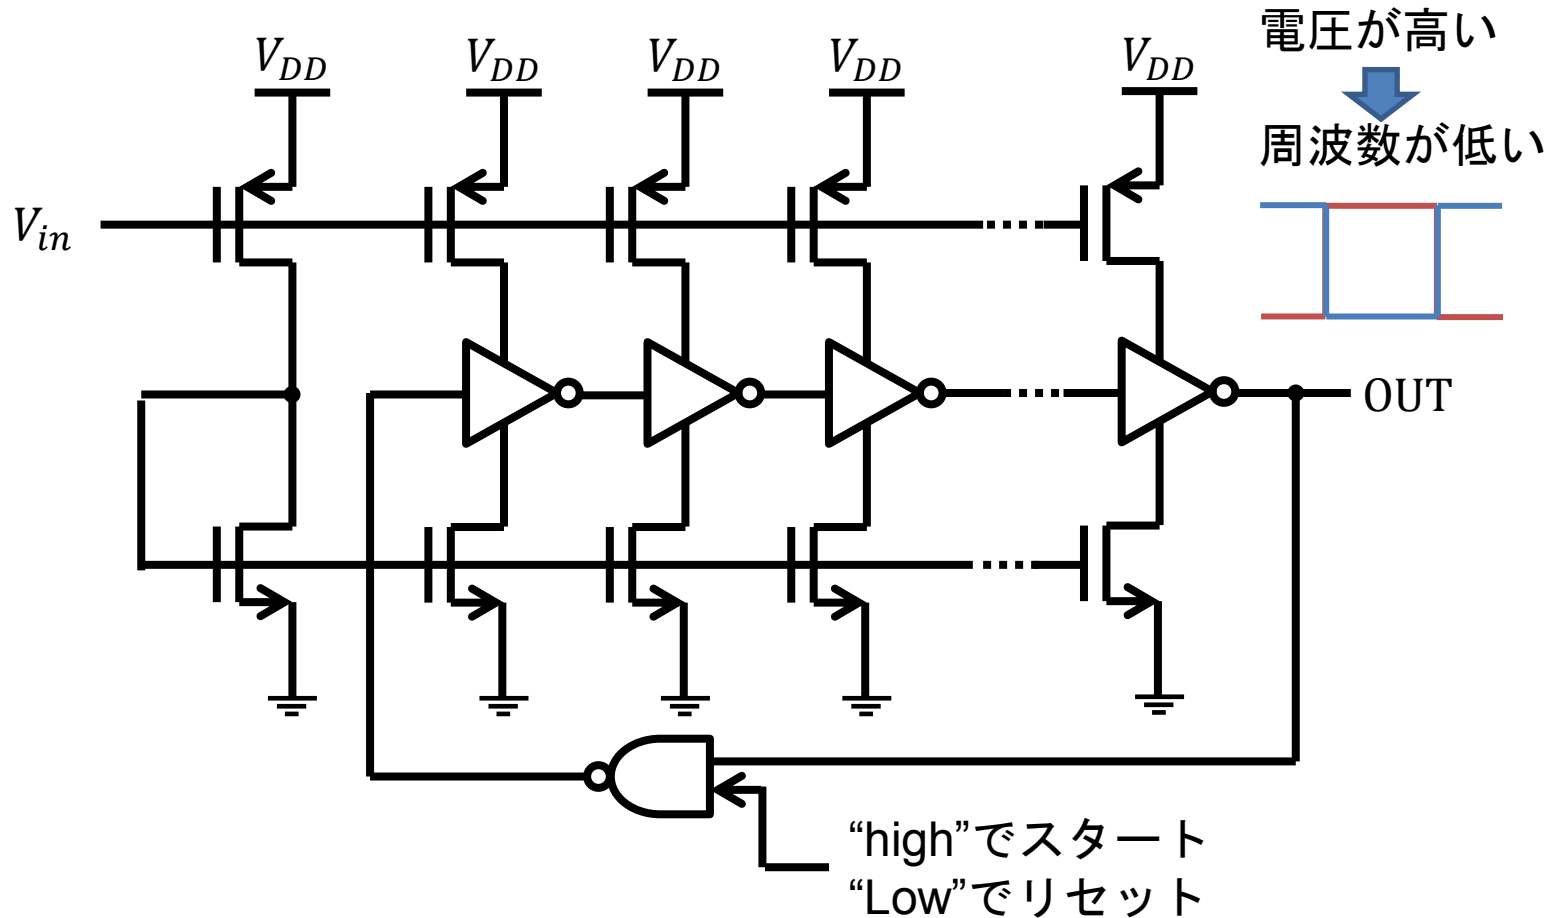 V_DD V_DD V_DD V_DD V_DD
電圧が高い
周波数が低い
V_in
OUT
“high”でスタート
“Low”でリセット